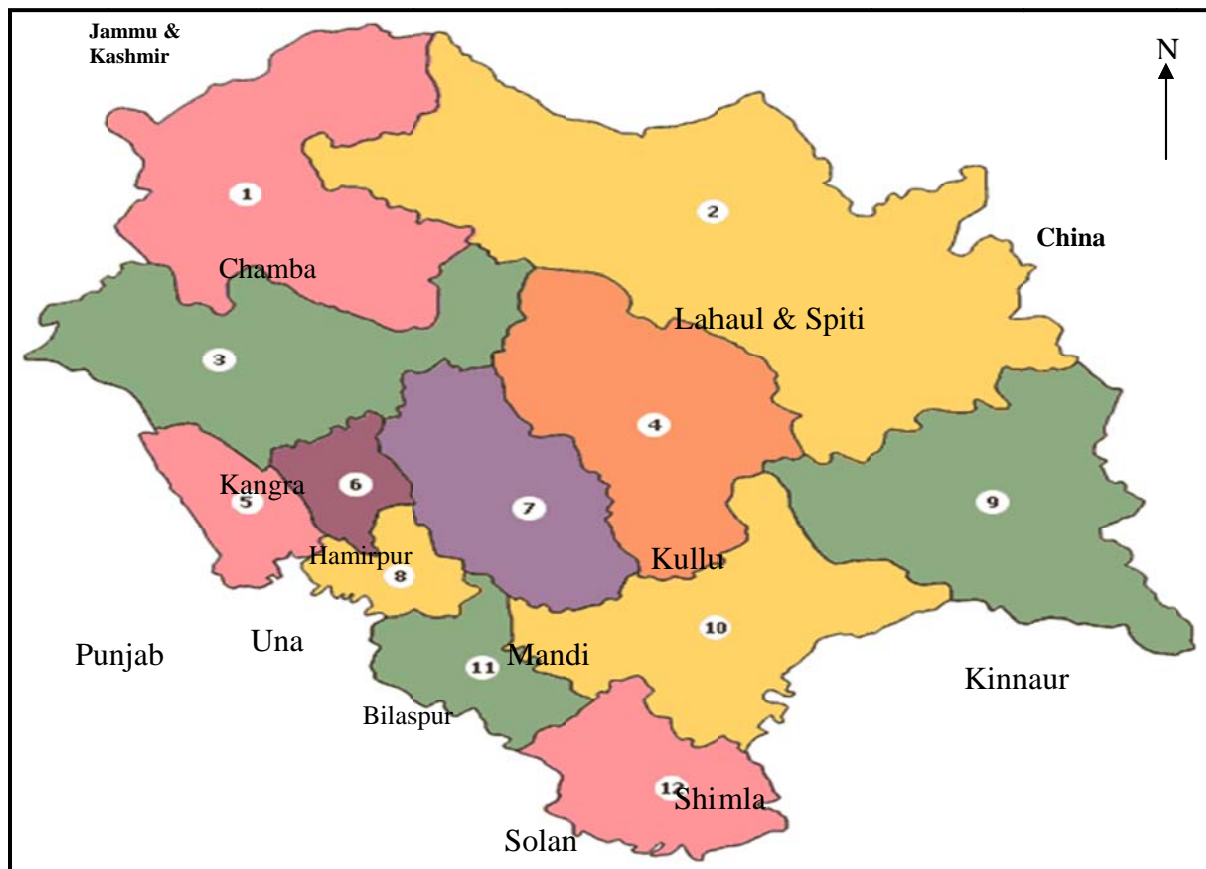 Jammu &
Kashmir
N
1
2
China
Chamba
Lahaul & Spiti
3
4
Kangra
5
6
7
9
Hamirpur
8
Kullu
Punjab
Una
10
Mandi
11
Kinnaur
Bilaspur
12
Shimla
Solan